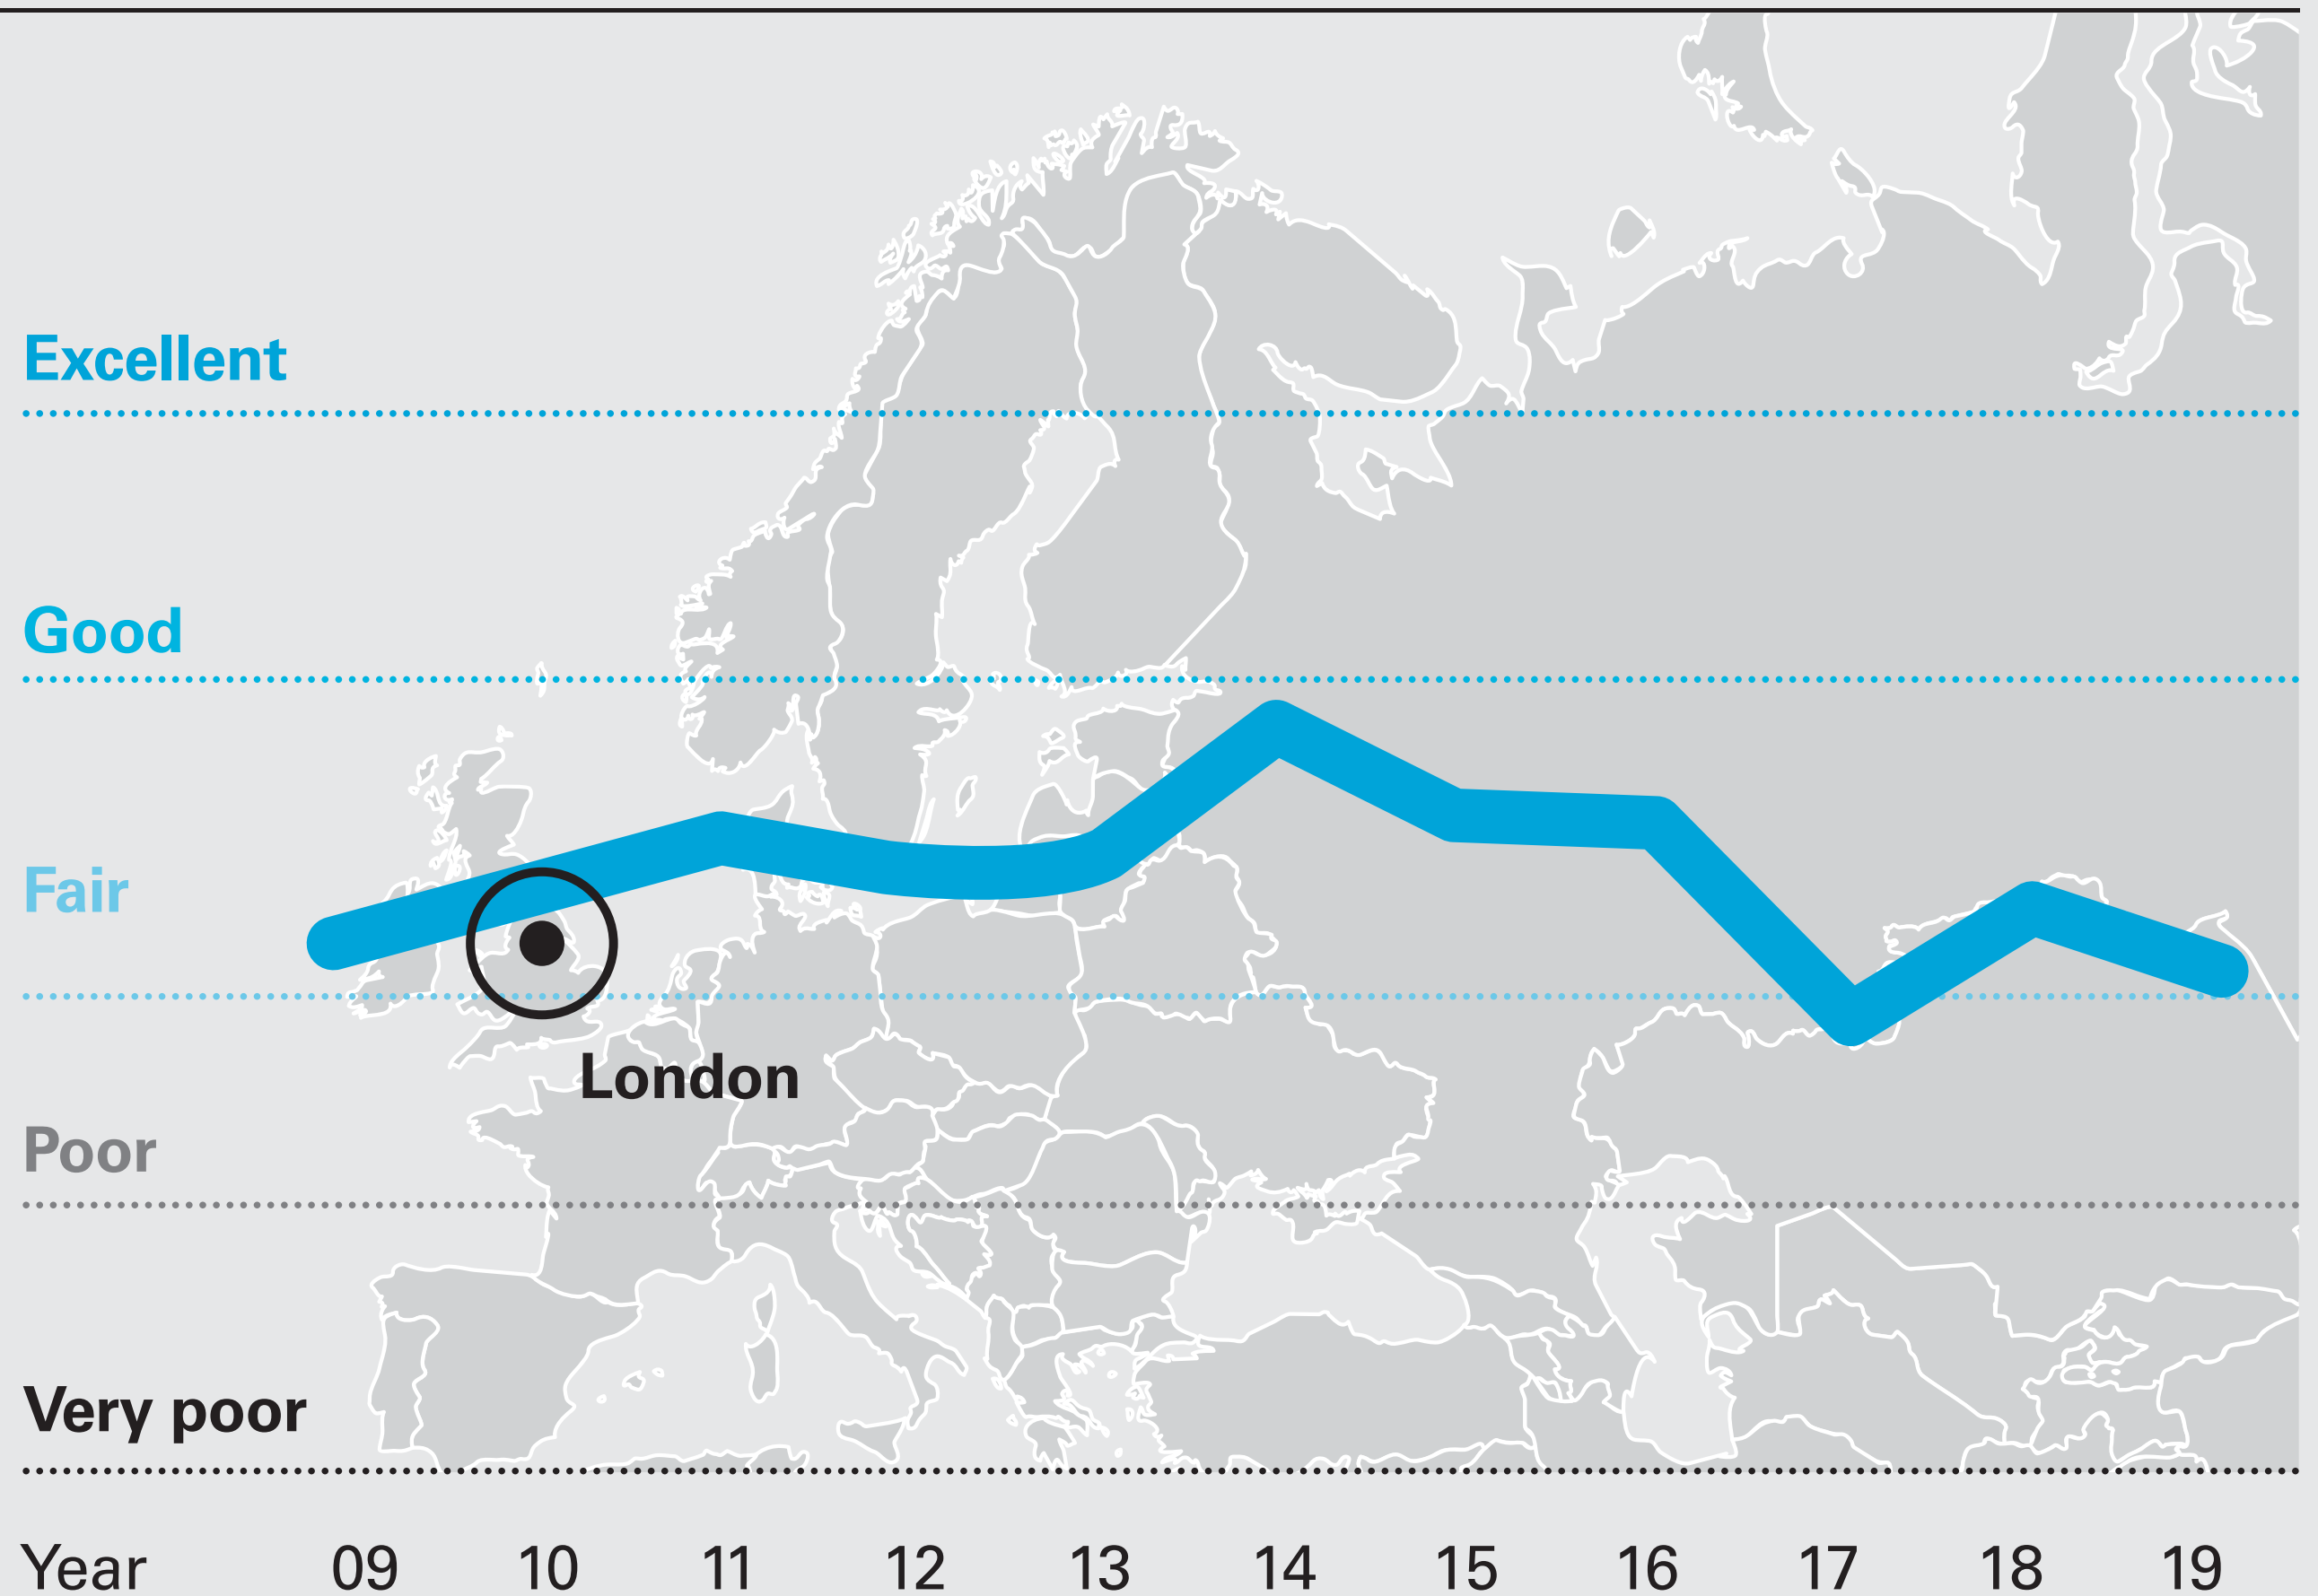 Excellent
Good
Fair
London
Poor
Very poor
Year 09 10 11 12 13 14 15 16 17 18 19